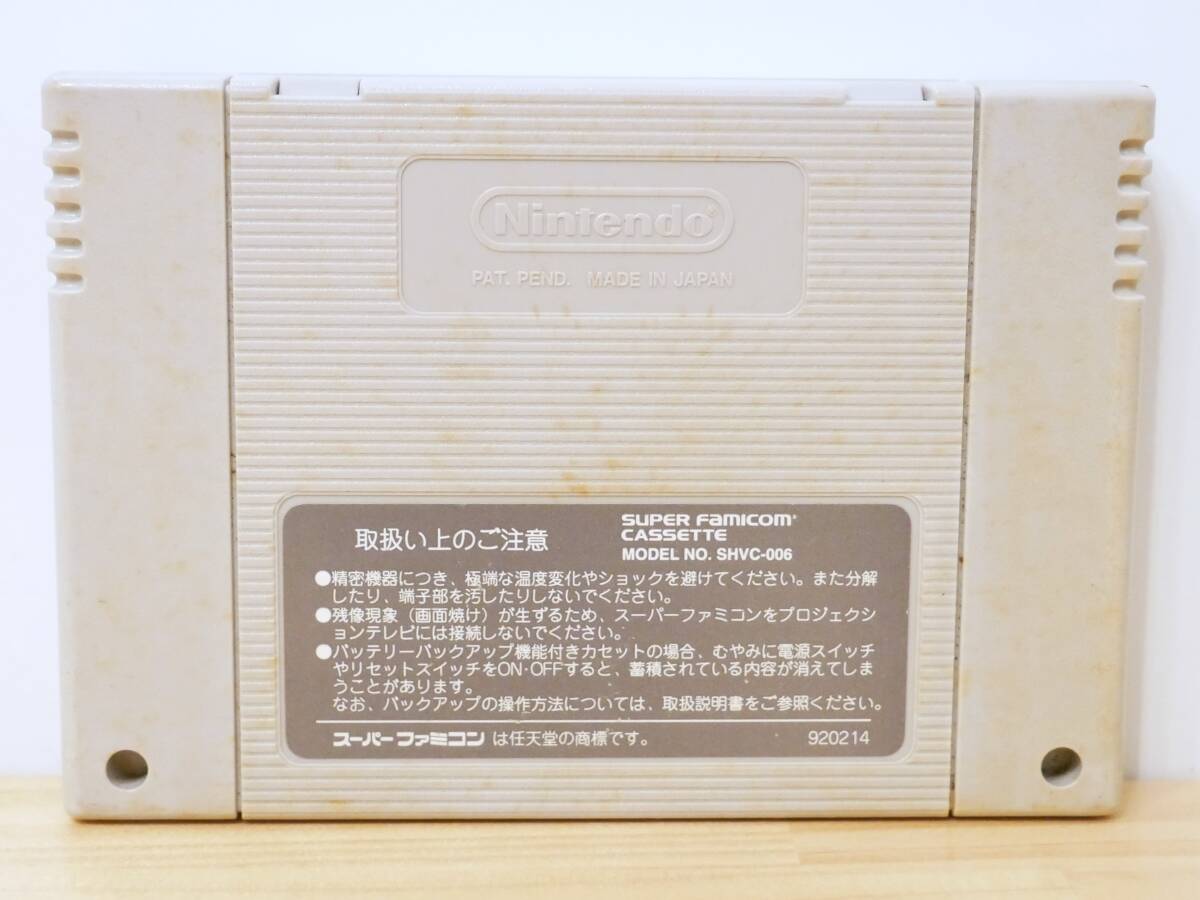 Nintendo®
PAT. PEND. MADE IN JAPAN
取扱い上のご注意
SUPER FAMICOM
CASSETTE
MODEL NO. SHVC-006
●精密機器につき、極端な温度変化やショックを避けてください。また分解
したり、端子部を汚したりしないでください。
●残像現象（画面焼け）が生ずるため、スーパーファミコンをプロジェクシ
ョンテレビには接続しないでください。
●バッテリーバックアップ機能付きカセットの場合、むやみに電源スイッチ
やリセットスイッチをON・OFFすると、蓄積されている内容が消えてしま
うことがあります。
なお、バックアップの操作方法については、取扱説明書をご参照ください。
スーパーファミコン は任天堂の商標です。 920214